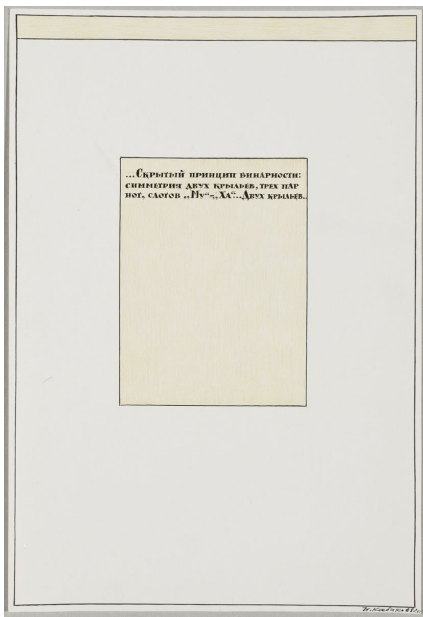 ...Скрытый принцип бинарности:
симметрия двух крыльев, трех пар
ног, слогов „Му“-„Ха“...Двух крыльев..